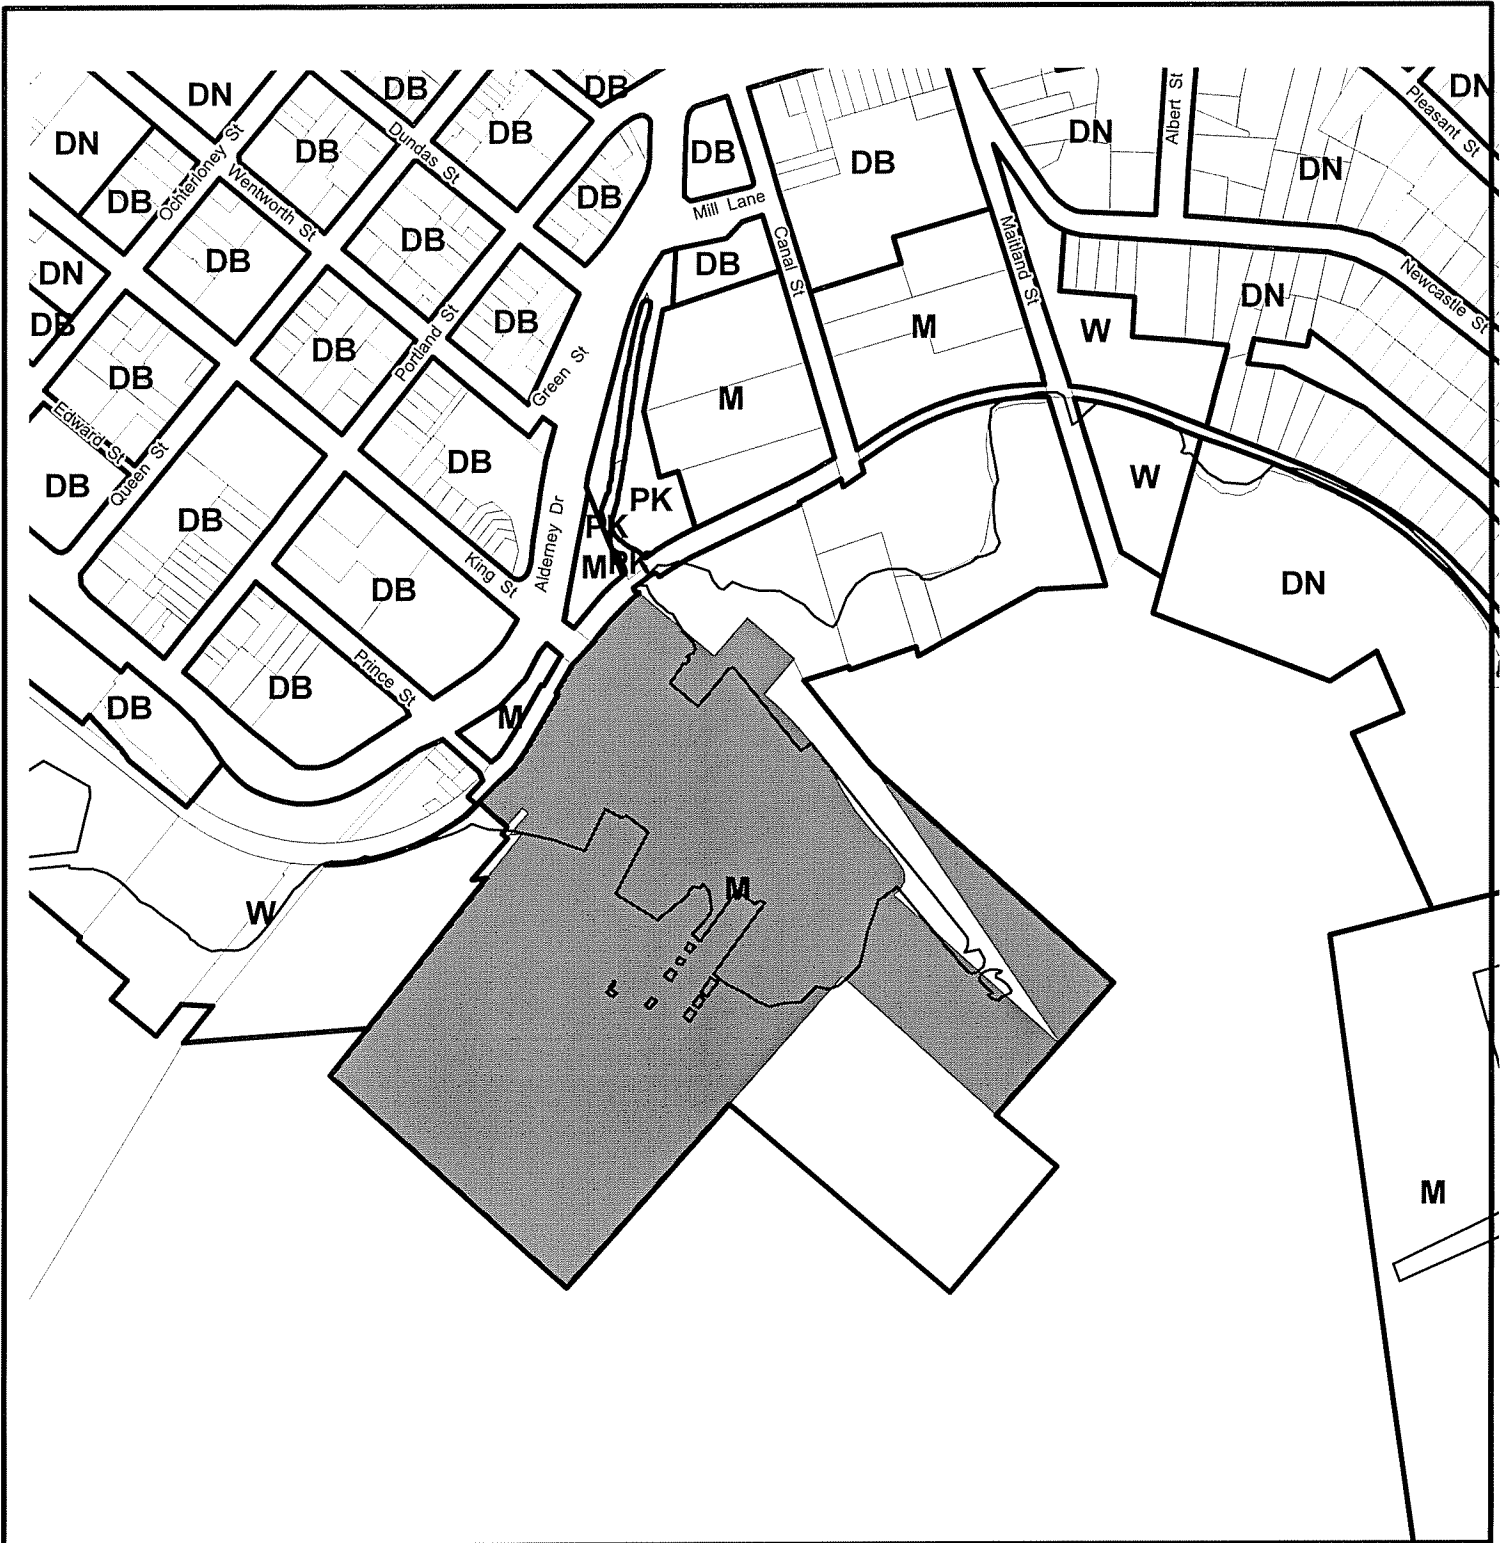 DN
DB
DB
DN
DB
DB
DN
DB
DB
DB
DN
DN
DB
DB
DB
DB
DN
DB
DN
DB
DB
DB
M
W
DB
DB
M
DB
W
DB
DB
PK
PK
M
PK
DB
DN
DB
DB
M
M
W
M
Ochterloney St
Wentworth St
Dundas St
Portland St
Green St
Mill Lane
Canal St
Maitland St
Albert St
Pleasant St
Newcastle St
Edward St
Queen St
King St
Alderney Dr
Prince St